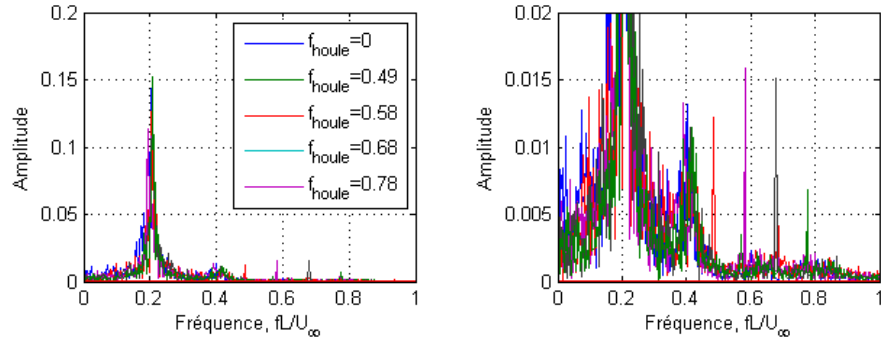 0.2
0.15
0.1
0.05
0
Amplitude
f_houle=0
f_houle=0.49
f_houle=0.58
f_houle=0.68
f_houle=0.78
0 0.2 0.4 0.6 0.8 1
Fréquence, fL/U_∞
0.02
0.015
0.01
0.005
0
Amplitude
0 0.2 0.4 0.6 0.8 1
Fréquence, fL/U_∞